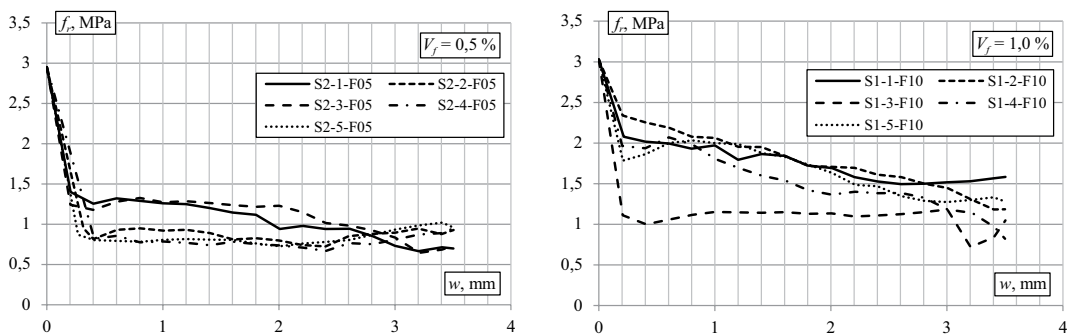 f_r, MPa
V_f = 0,5 %
S2-1-F05 S2-2-F05
S2-3-F05 S2-4-F05
S2-5-F05
3,5
3
2,5
2
1,5
1
0,5
0
0 1 2 3 4
w, mm
f_r, MPa
V_f = 1,0 %
S1-1-F10 S1-2-F10
S1-3-F10 S1-4-F10
S1-5-F10
3,5
3
2,5
2
1,5
1
0,5
0
0 1 2 3 4
w, mm